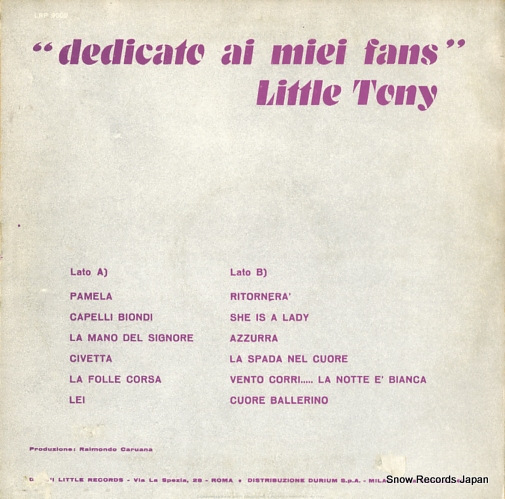 “dedicato ai miei fans”
Little Tony
Lato A)
PAMELA
CAPELLI BIONDI
LA MANO DEL SIGNORE
CIVETTA
LA FOLLE CORSA
LEI
Lato B)
RITORNERA'
SHE IS A LADY
AZZURRA
LA SPADA NEL CUORE
VENTO CORRI..... LA NOTTE E' BIANCA
CUORE BALLERINO
Produzione: Raimondo Caruana
LITTLE RECORDS - Via La Spezia, 28 - ROMA • DISTRIBUZIONE DURIUM S.p.A. -
Snow Records Japan